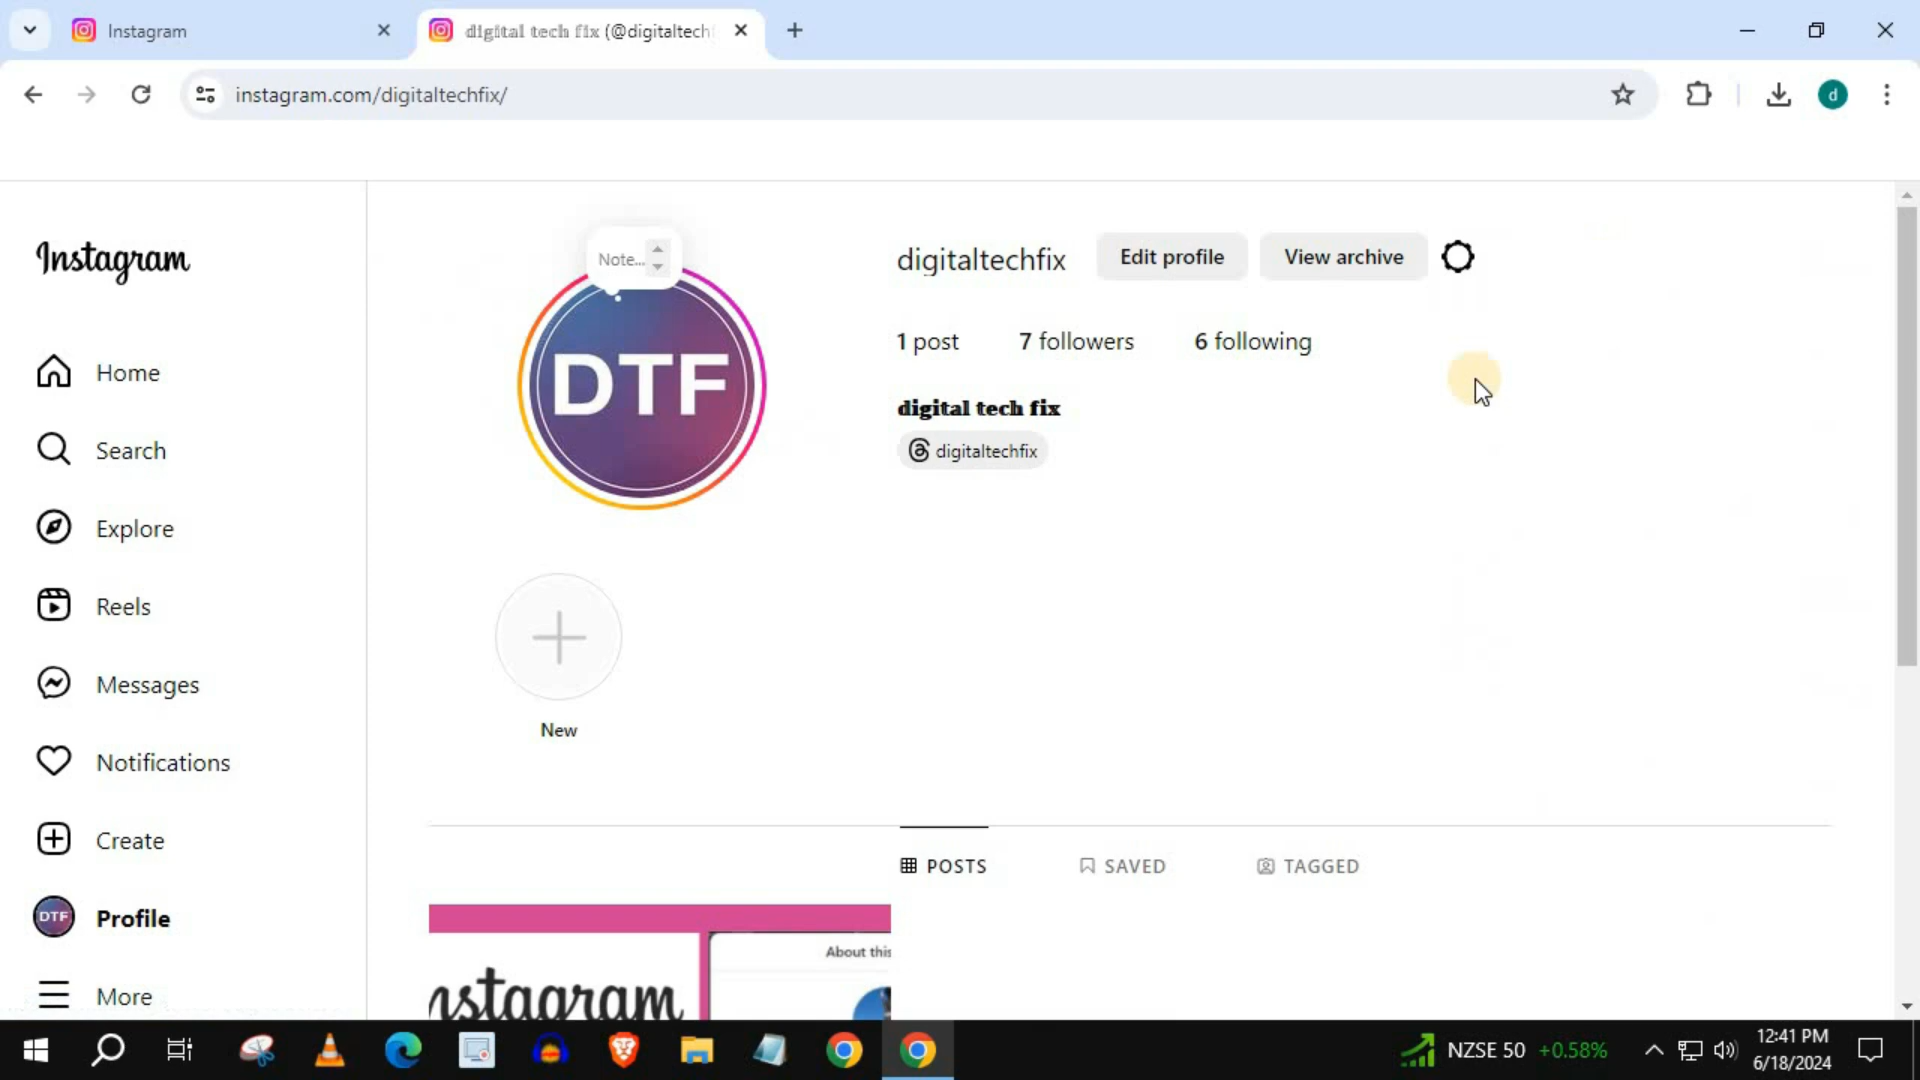 Instagram
𝕕𝕚𝕘𝕚𝕥𝕒𝕝 𝕥𝕖𝕔𝕙 𝕗𝕚𝕩 (@digitaltech
instagram.com/digitaltechfix/
d
Instagram
Home
Search
Explore
Reels
Messages
Notifications
Create
DTF
Profile
More
Note...
DTF
digitaltechfix
Edit profile
View archive
1 post
7 followers
6 following
digital tech fix
digitaltechfix
New
POSTS
SAVED
TAGGED
nstagram
About this
NZSE 50 +0.58%
12:41 PM
6/18/2024